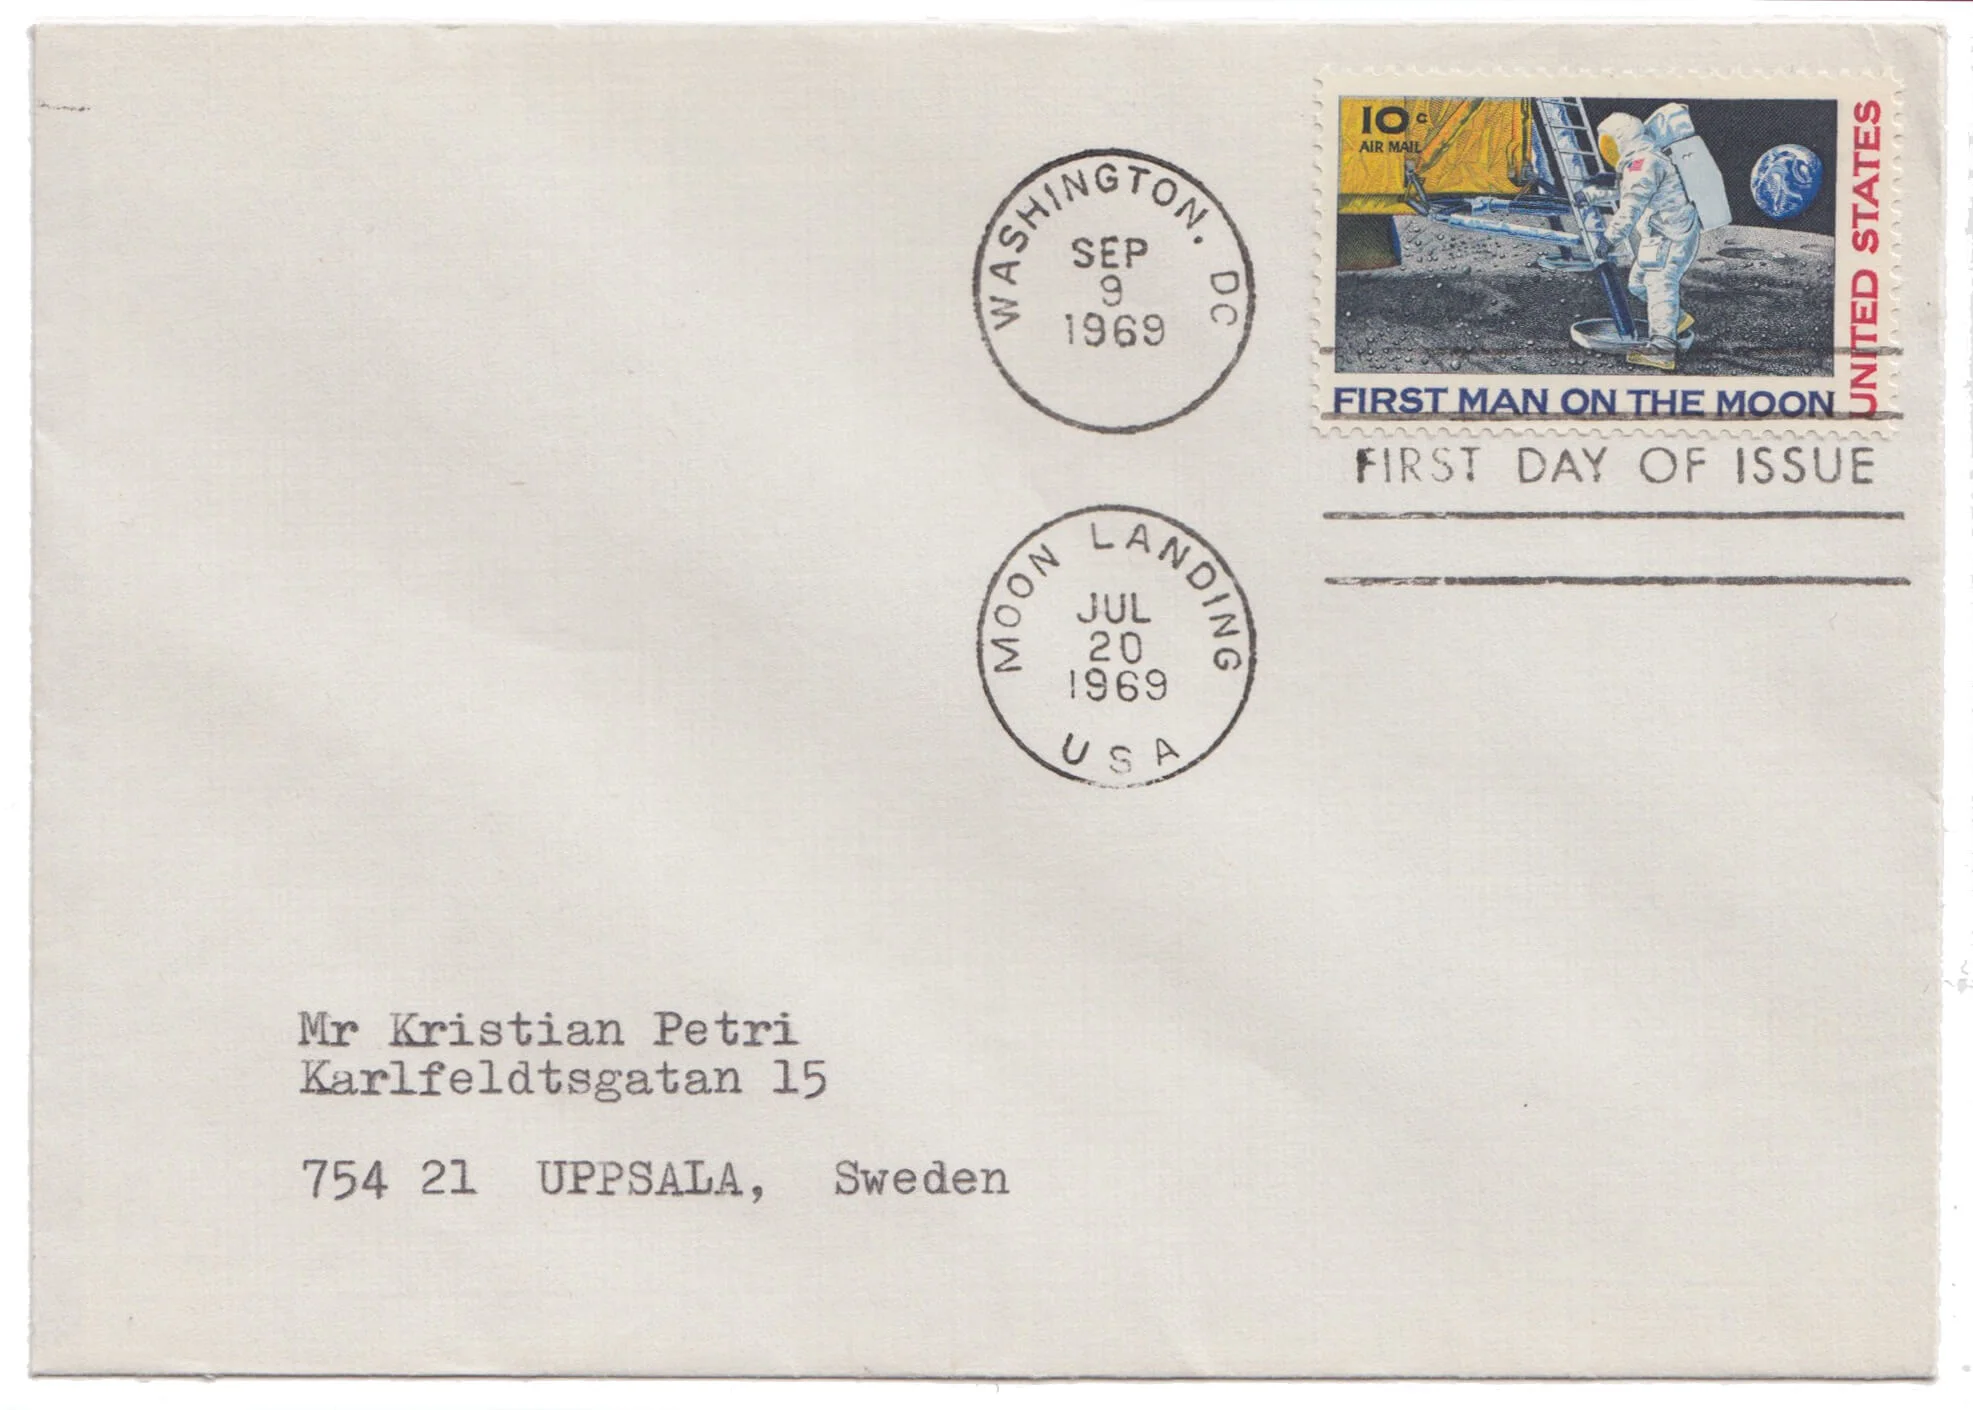 10c
AIR MAIL
UNITED STATES
FIRST MAN ON THE MOON
WASHINGTON. DC
SEP
9
1969
FIRST DAY OF ISSUE
MOON LANDING
JUL
20
1969
USA
Mr Kristian Petri
Karlfeldtsgatan 15
754 21 UPPSALA, Sweden